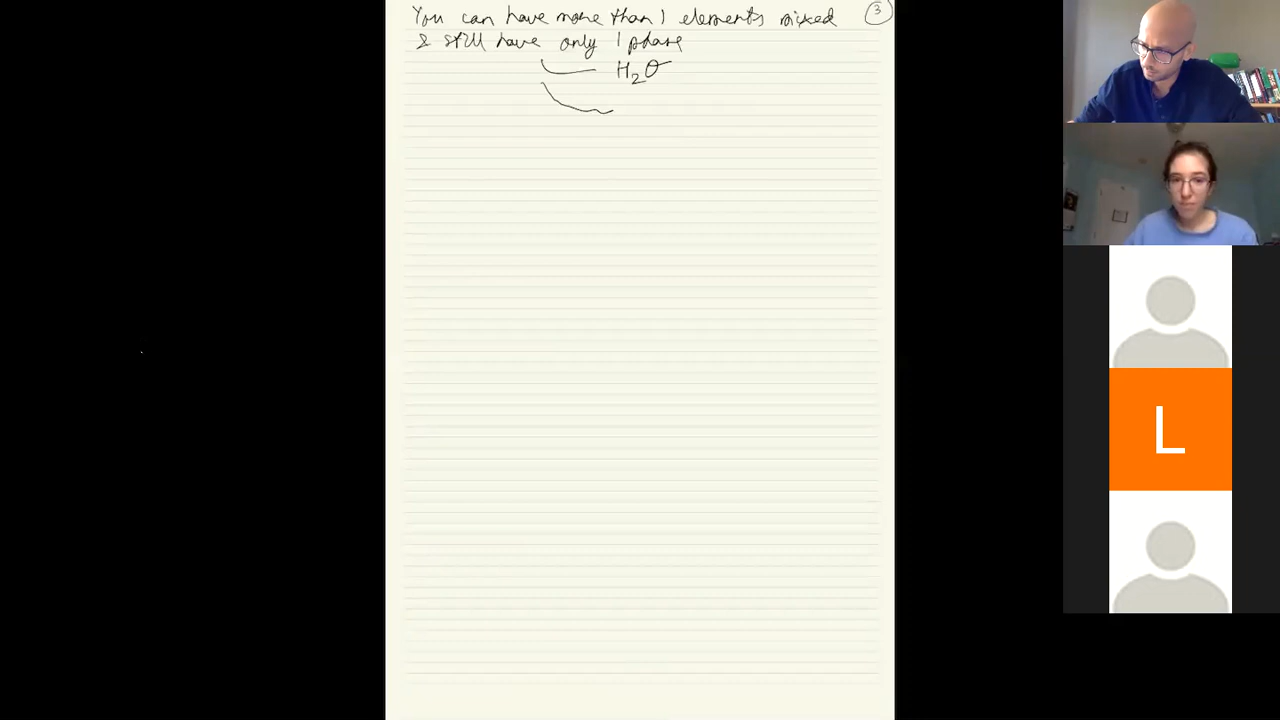 You can have more than 1 elements mixed
3
& still have only 1 phase
H₂O
L